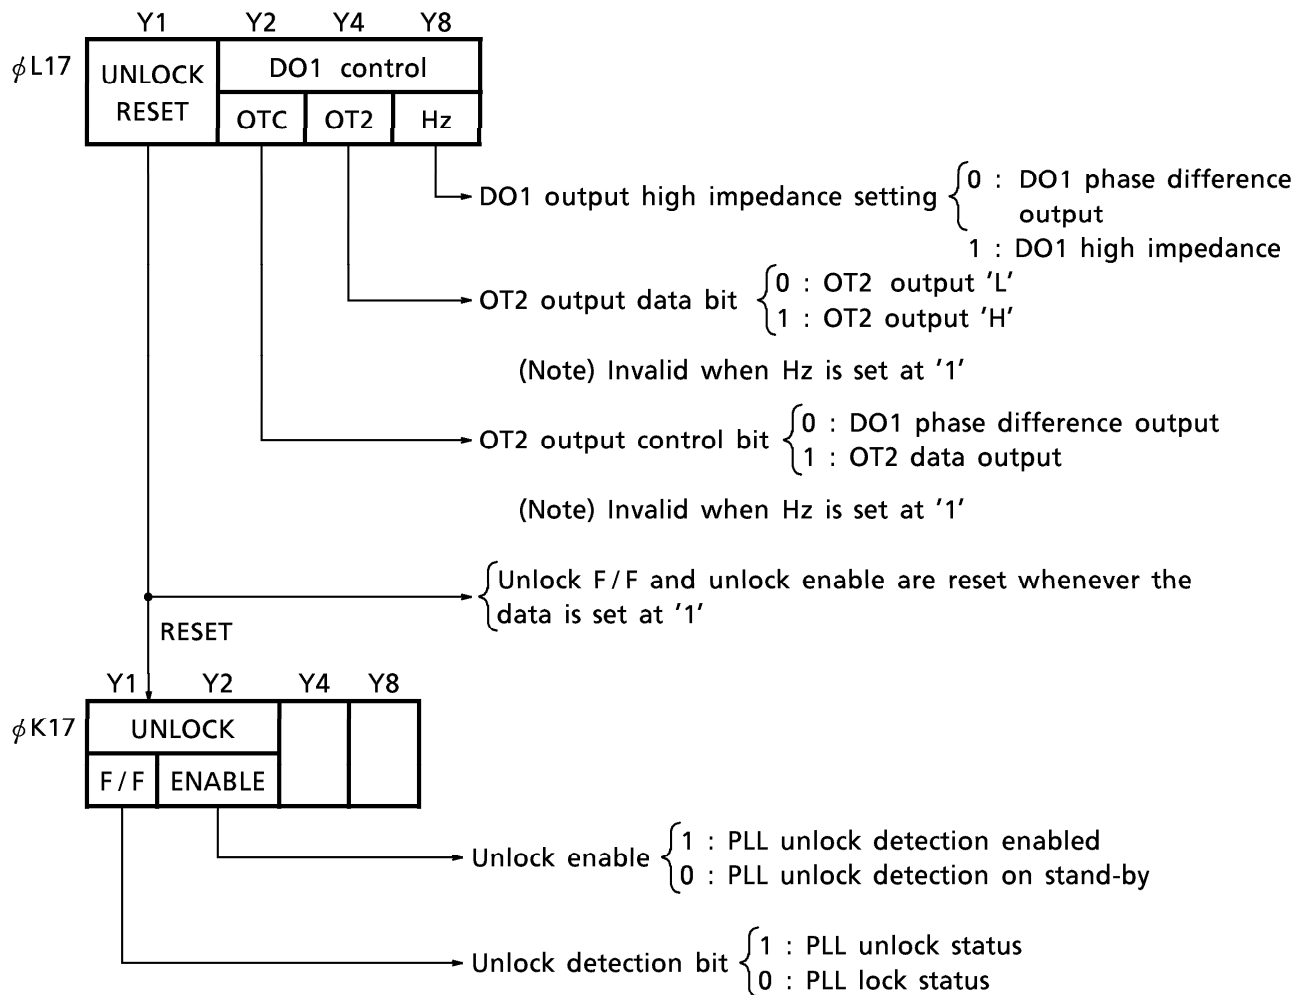 Y1 Y2 Y4 Y8
ϕL17
UNLOCK RESET
DO1 control
OTC OT2 Hz
DO1 output high impedance setting
0 : DO1 phase difference
output
1 : DO1 high impedance
OT2 output data bit
0 : OT2 output 'L'
1 : OT2 output 'H'
(Note) Invalid when Hz is set at '1'
OT2 output control bit
0 : DO1 phase difference output
1 : OT2 data output
(Note) Invalid when Hz is set at '1'
Unlock F/F and unlock enable are reset whenever the
data is set at '1'
RESET
Y1 Y2 Y4 Y8
ϕK17
UNLOCK
F/F ENABLE
Unlock enable
1 : PLL unlock detection enabled
0 : PLL unlock detection on stand-by
Unlock detection bit
1 : PLL unlock status
0 : PLL lock status